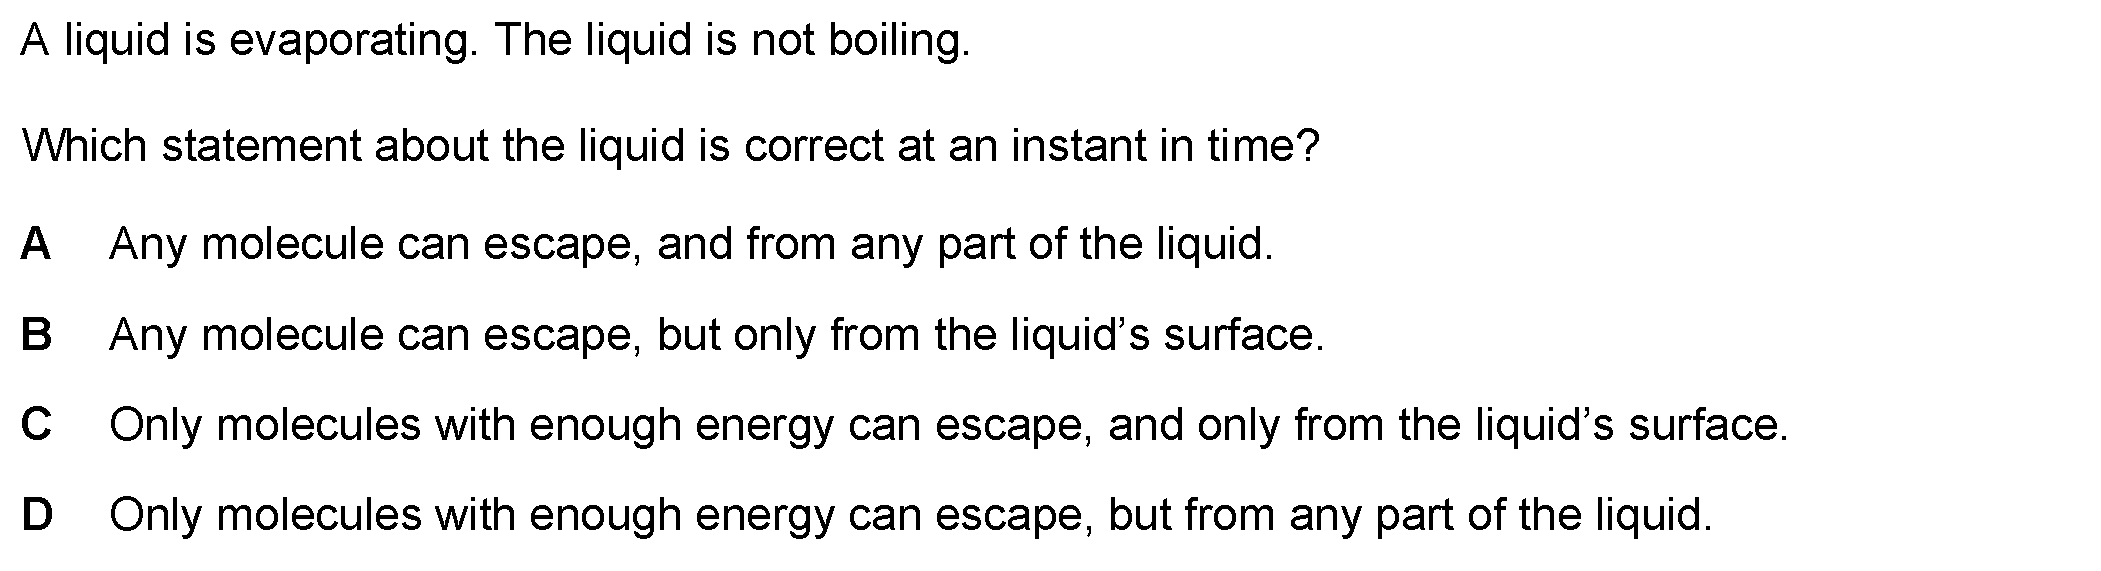 A liquid is evaporating. The liquid is not boiling.
Which statement about the liquid is correct at an instant in time?
A Any molecule can escape, and from any part of the liquid.
B Any molecule can escape, but only from the liquid’s surface.
C Only molecules with enough energy can escape, and only from the liquid’s surface.
D Only molecules with enough energy can escape, but from any part of the liquid.